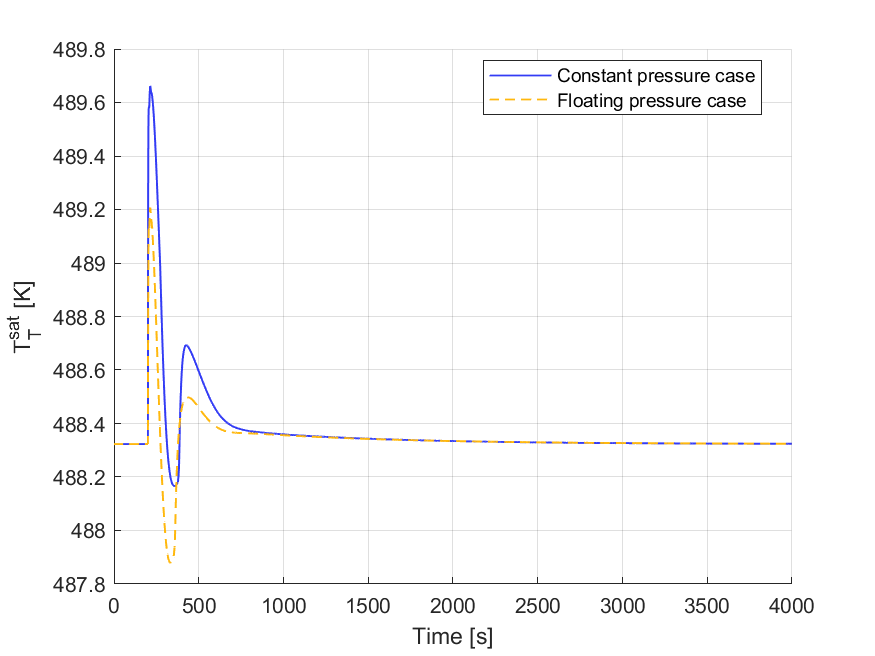 489.8
489.6
489.4
489.2
489
488.8
488.6
488.4
488.2
488
487.8
T_T^sat [K]
Constant pressure case
Floating pressure case
0 500 1000 1500 2000 2500 3000 3500 4000
Time [s]